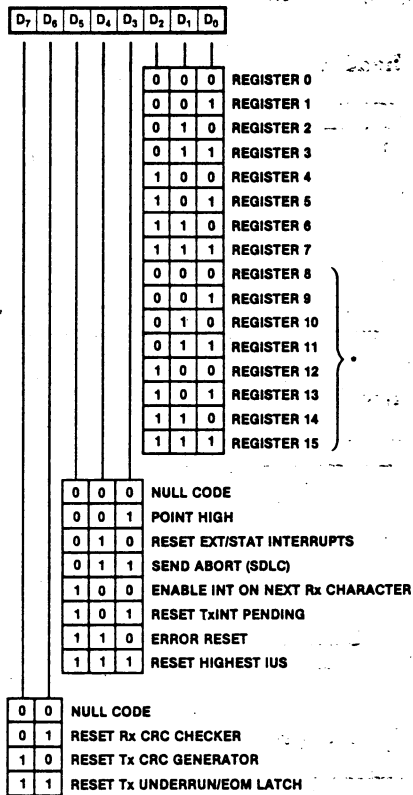 D7 D6 D5 D4 D3 D2 D1 D0
0 0 0 REGISTER 0
0 0 1 REGISTER 1
0 1 0 REGISTER 2
0 1 1 REGISTER 3
1 0 0 REGISTER 4
1 0 1 REGISTER 5
1 1 0 REGISTER 6
1 1 1 REGISTER 7
0 0 0 REGISTER 8
0 0 1 REGISTER 9
0 1 0 REGISTER 10
0 1 1 REGISTER 11
*
1 0 0 REGISTER 12
1 0 1 REGISTER 13
1 1 0 REGISTER 14
1 1 1 REGISTER 15
0 0 0 NULL CODE
0 0 1 POINT HIGH
0 1 0 RESET EXT/STAT INTERRUPTS
0 1 1 SEND ABORT (SDLC)
1 0 0 ENABLE INT ON NEXT Rx CHARACTER
1 0 1 RESET TxINT PENDING
1 1 0 ERROR RESET
1 1 1 RESET HIGHEST IUS
0 0 NULL CODE
0 1 RESET Rx CRC CHECKER
1 0 RESET Tx CRC GENERATOR
1 1 RESET Tx UNDERRUN/EOM LATCH